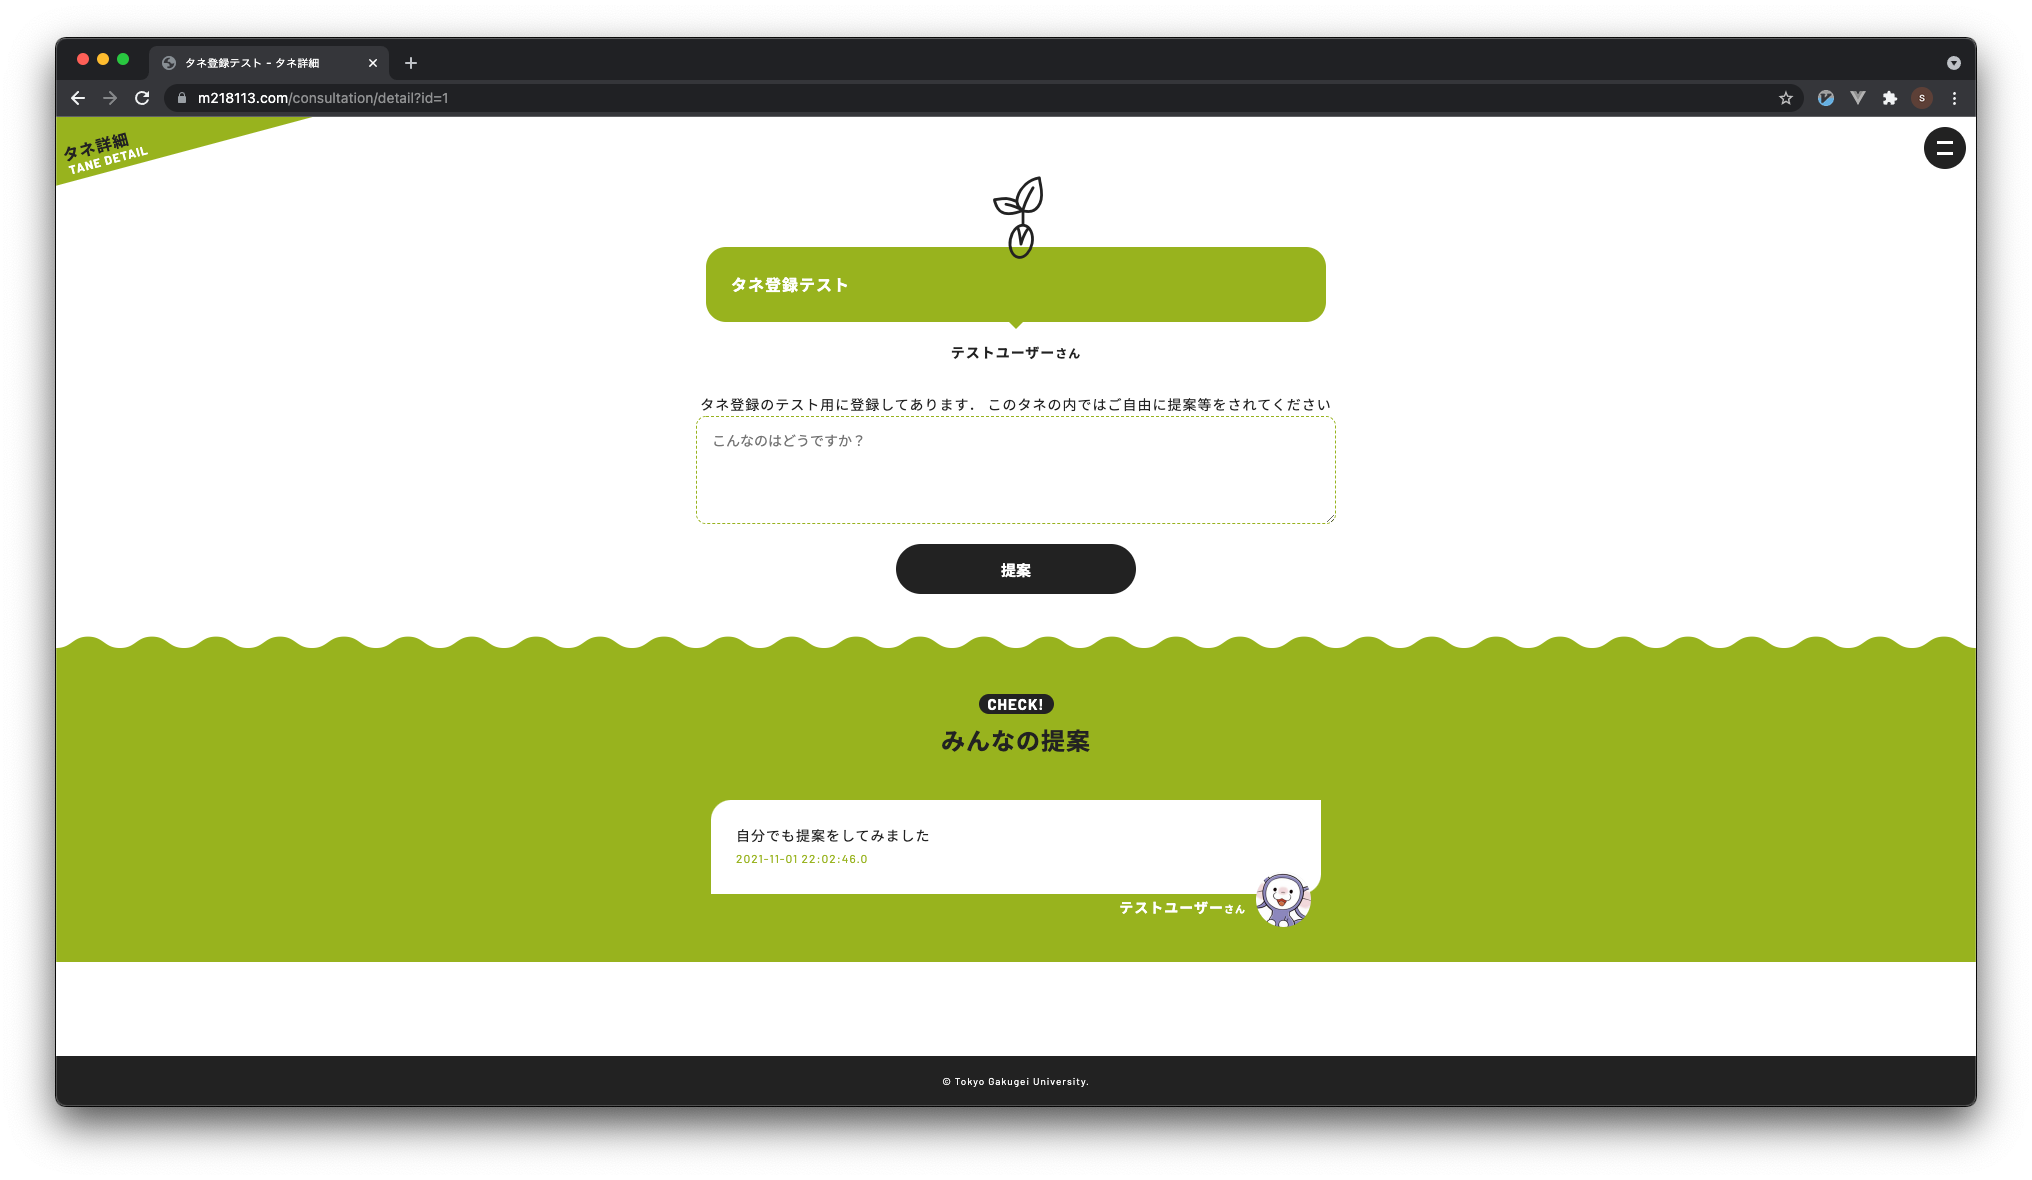 タネ登録テスト - タネ詳細
m218113.com/consultation/detail?id=1
S
タネ詳細
TANE DETAIL
タネ登録テスト
テストユーザーさん
タネ登録のテスト用に登録してあります． このタネの内ではご自由に提案等をされてください
こんなのはどうですか？
提案
CHECK!
みんなの提案
自分でも提案をしてみました
2021-11-01 22:02:46.0
テストユーザーさん
© Tokyo Gakugei University.